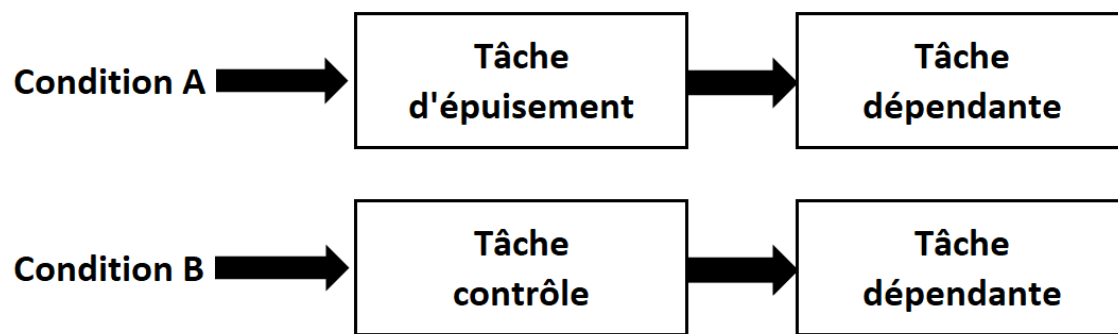 Condition A
Tâche
d'épuisement
Tâche
dépendante
Condition B
Tâche
contrôle
Tâche
dépendante